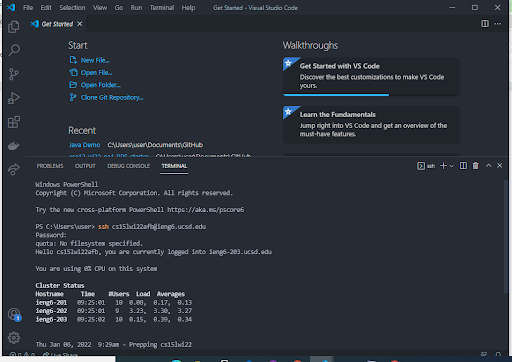 File Edit Selection View Go Run Terminal Help
Get Started - Visual Studio Code
Get Started
Start
New File...
Open File...
Open Folder...
Clone Git Repository...
Recent
Java Demo C:\Users\user\Documents\GitHub
C:\Users\user\Documents\GitHub
Walkthroughs
Get Started with VS Code
Discover the best customizations to make VS Code
yours.
Learn the Fundamentals
Jump right into VS Code and get an overview of the
must-have features.
PROBLEMS OUTPUT DEBUG CONSOLE TERMINAL
ssh
Windows PowerShell
Copyright (C) Microsoft Corporation. All rights reserved.
Try the new cross-platform PowerShell https://aka.ms/pscore6
PS C:\Users\user> ssh cs15lwi22afb@ieng6.ucsd.edu
Password:
quota: No filesystem specified.
Hello cs15lwi22afb, you are currently logged into ieng6-203.ucsd.edu
You are using 0% CPU on this system
Cluster Status
Hostname Time #Users Load Averages
ieng6-201 09:25:01 10 0.08, 0.17, 0.13
ieng6-202 09:25:01 9 3.23, 3.30, 3.27
ieng6-203 09:25:02 10 0.15, 0.39, 0.34
Thu Jan 06, 2022 9:29am - Prepping cs15lwi22
0 0 Live Share